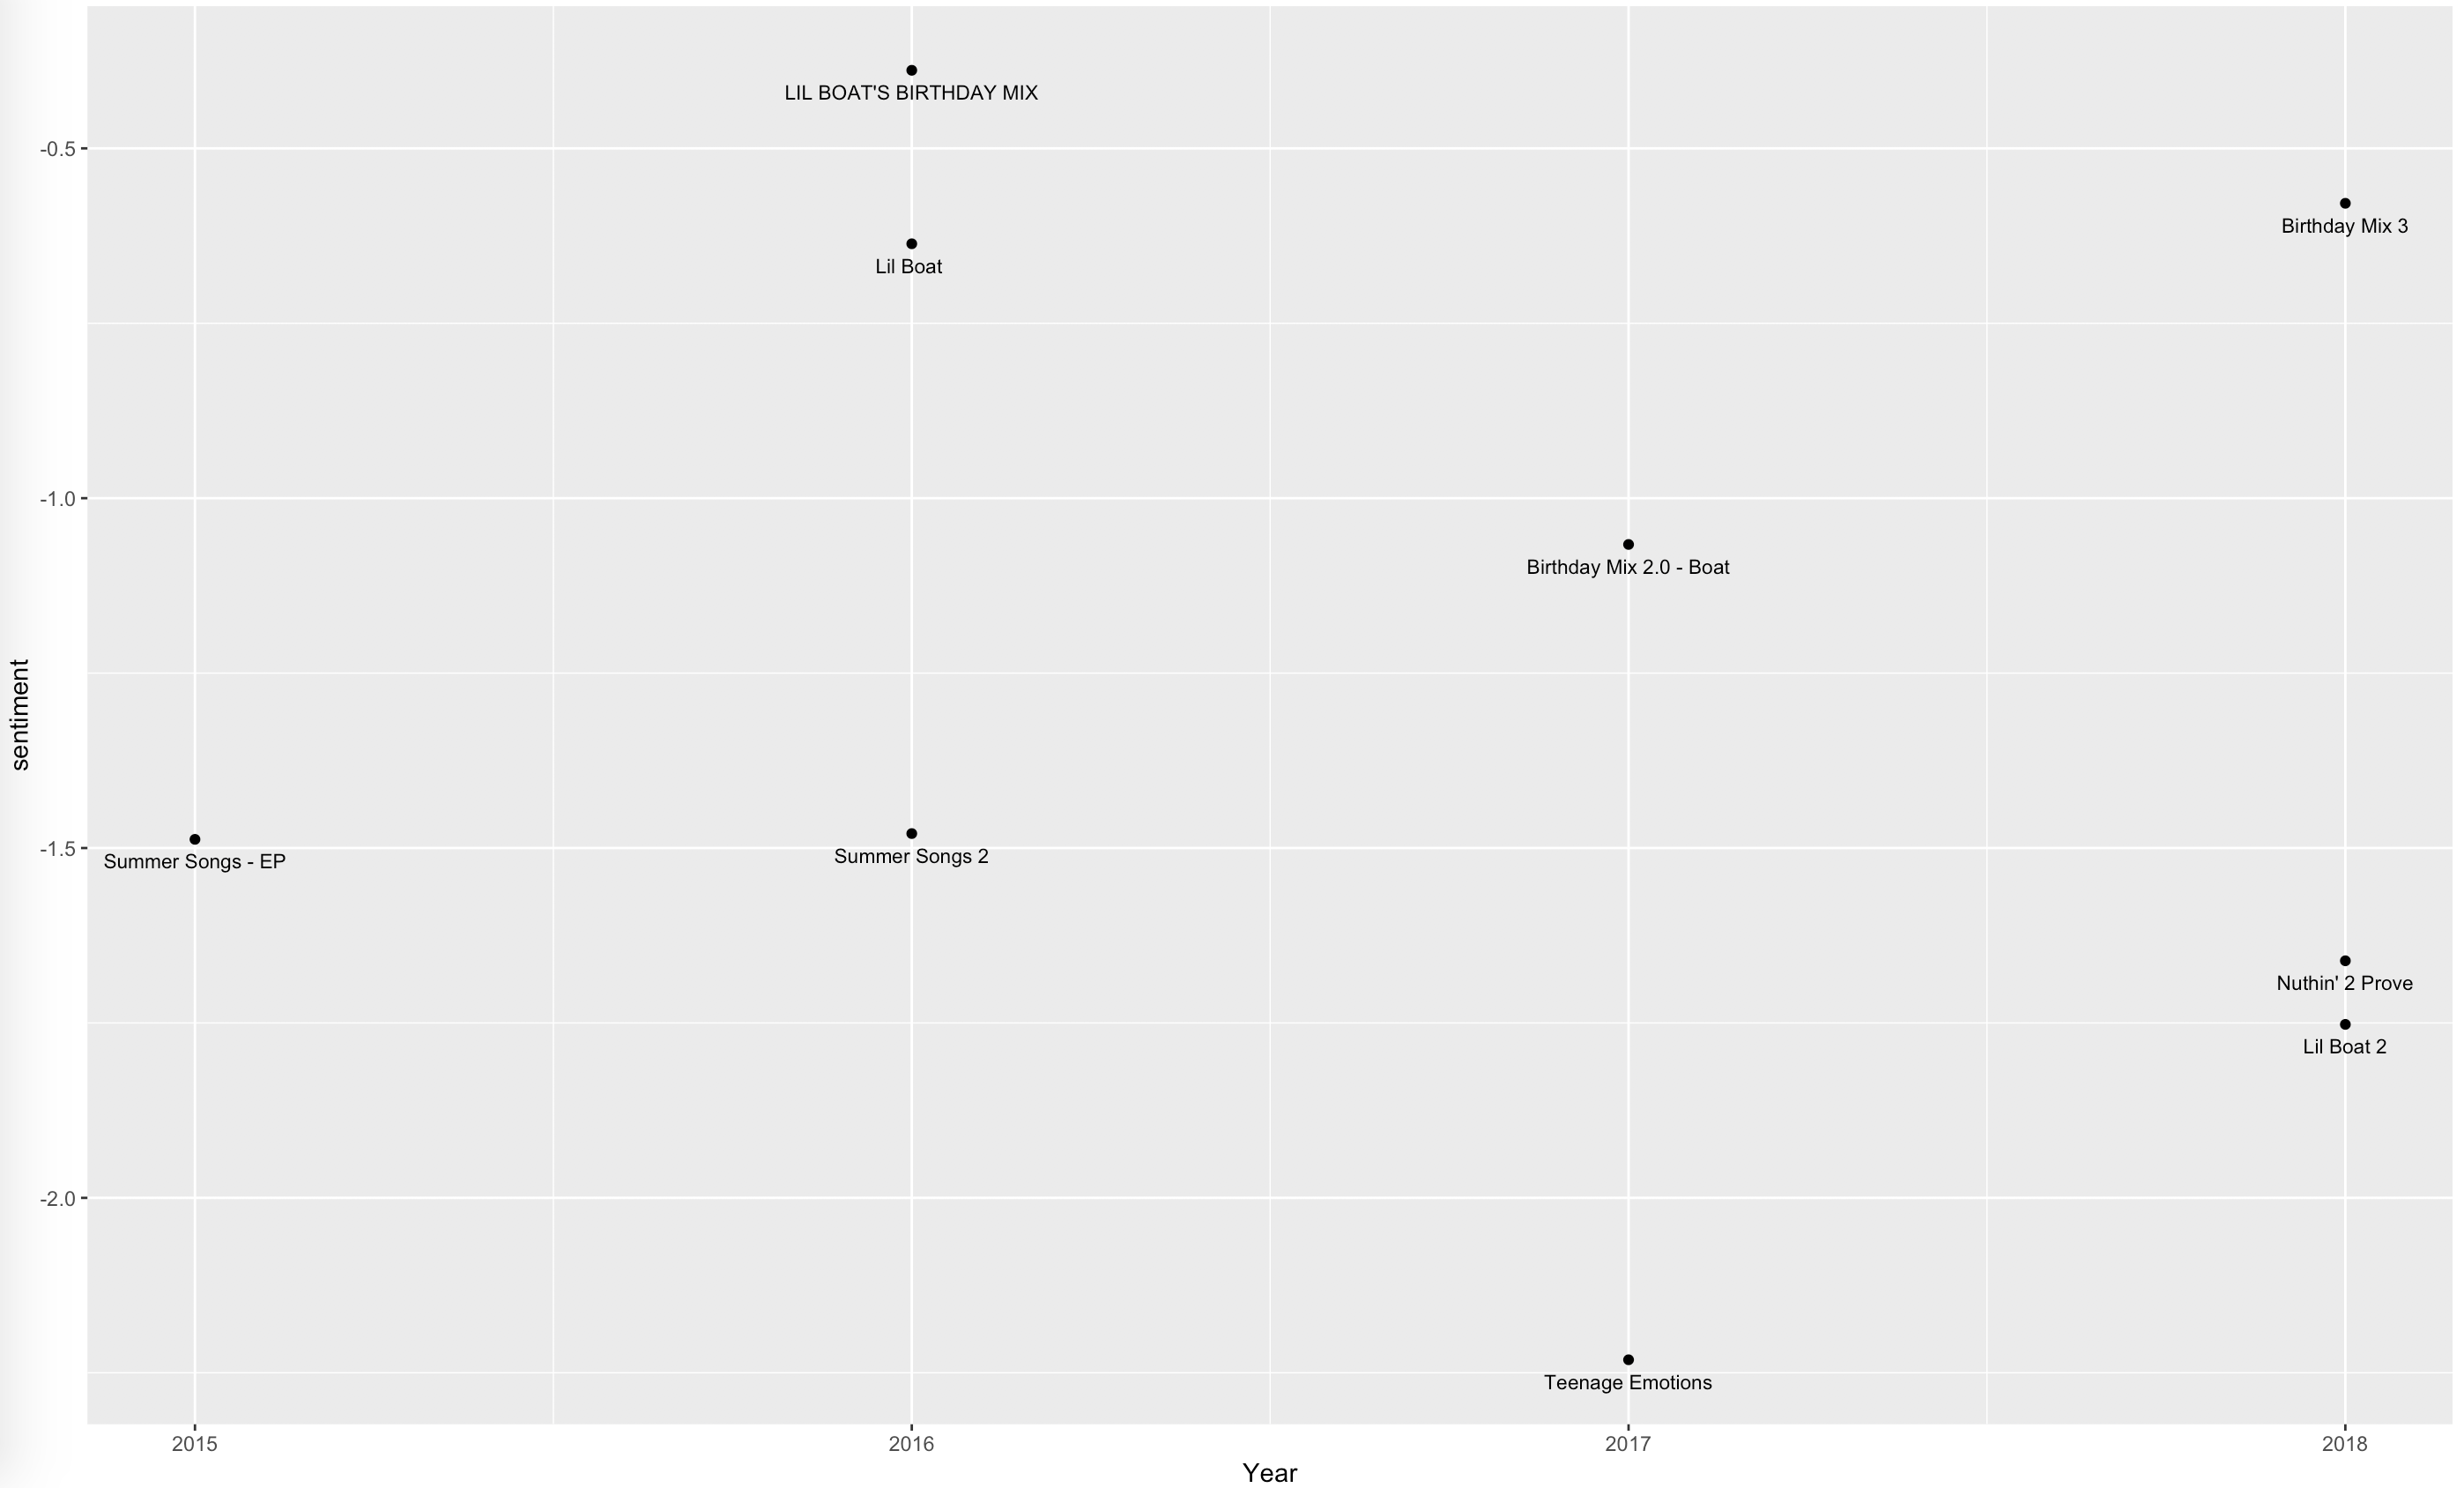 LIL BOAT'S BIRTHDAY MIX
-0.5
Birthday Mix 3
Lil Boat
-1.0
Birthday Mix 2.0 - Boat
sentiment
-1.5
Summer Songs - EP
Summer Songs 2
Nuthin' 2 Prove
Lil Boat 2
-2.0
Teenage Emotions
2015
2016
2017
2018
Year